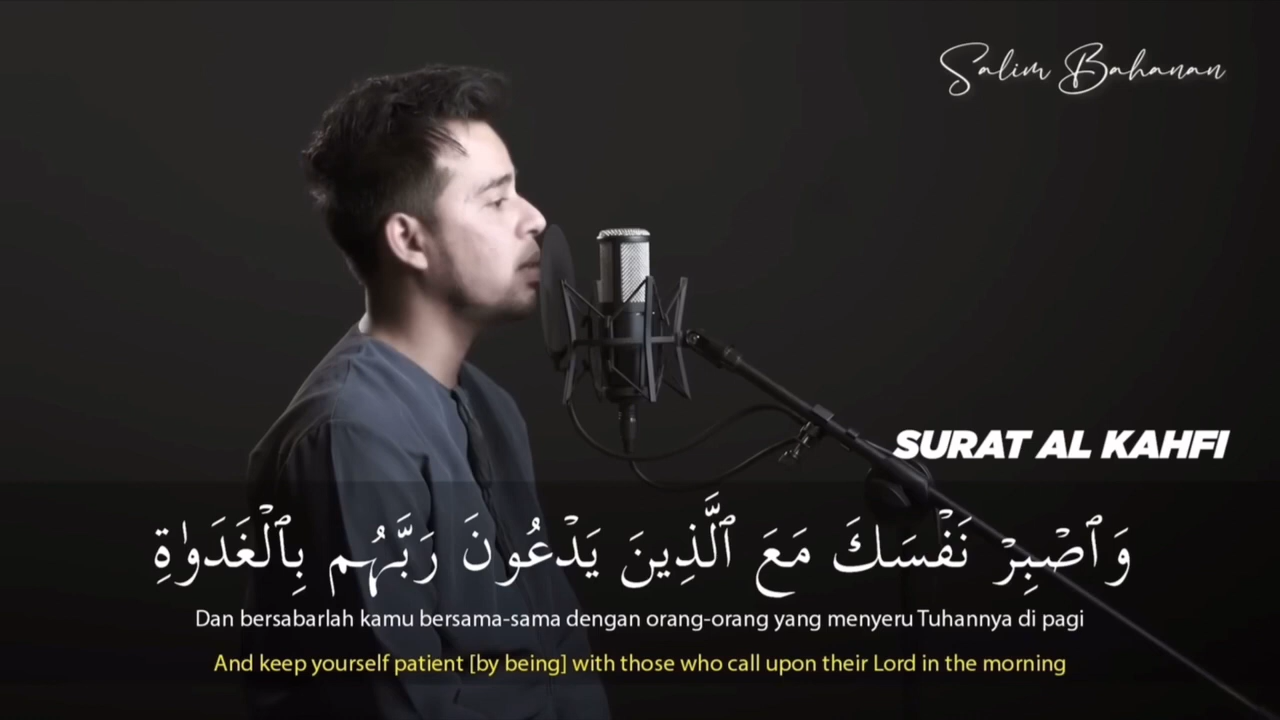 Salim Bahanan
SURAT AL KAHFI
وَٱصْبِرْ نَفْسَكَ مَعَ ٱلَّذِينَ يَدْعُونَ رَبَّهُم بِٱلْغَدَوٰةِ
Dan bersabarlah kamu bersama-sama dengan orang-orang yang menyeru Tuhannya di pagi
And keep yourself patient [by being] with those who call upon their Lord in the morning